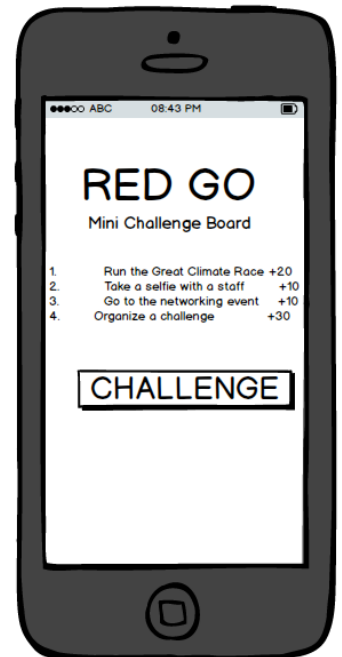 ABC 08:43 PM
RED GO
Mini Challenge Board
1. Run the Great Climate Race +20
2. Take a selfie with a staff +10
3. Go to the networking event +10
4. Organize a challenge +30
CHALLENGE